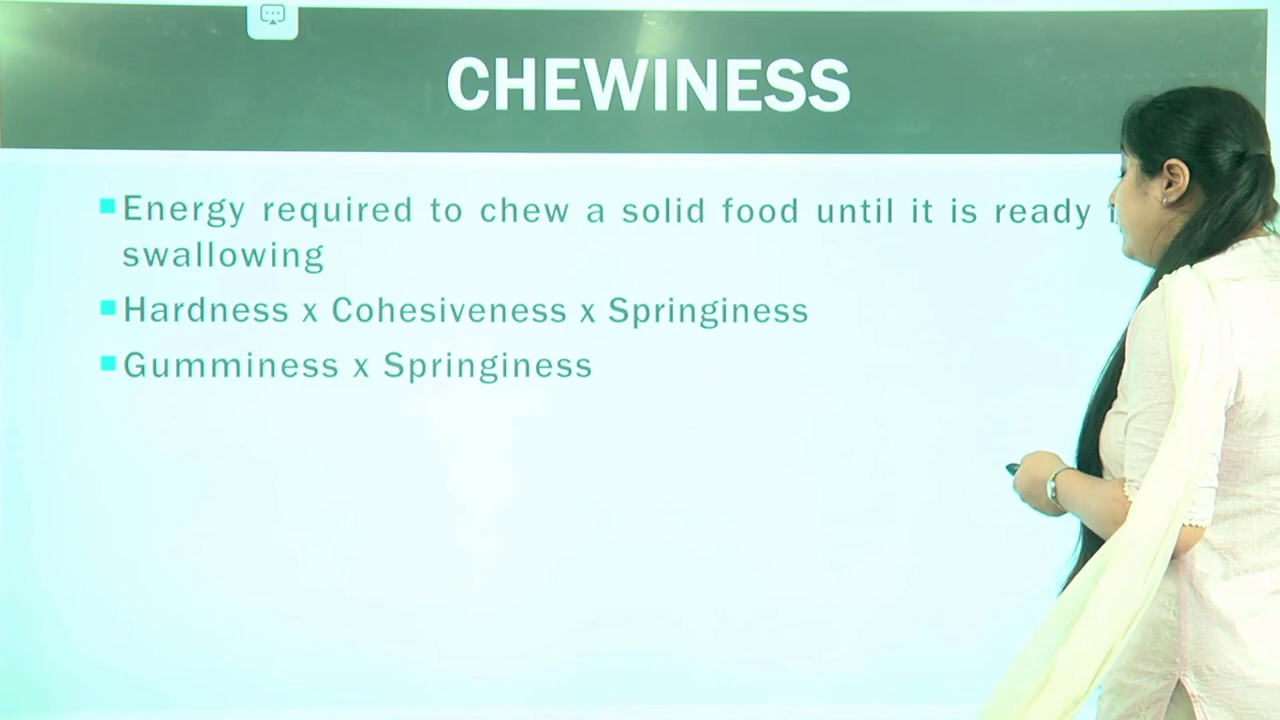 CHEWINESS
Energy required to chew a solid food until it is ready
swallowing
Hardness x Cohesiveness x Springiness
Gumminess x Springiness